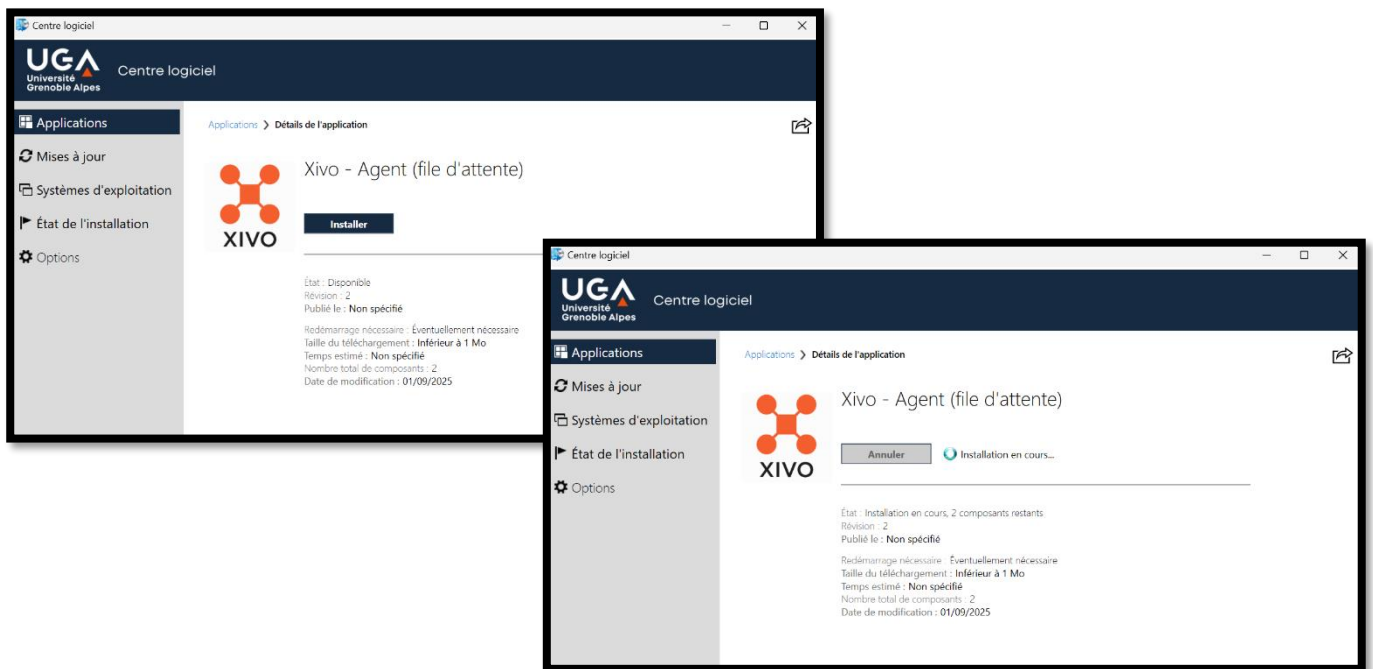 Centre logiciel
UGA
Université
Grenoble Alpes
Centre logiciel
Applications
Mises à jour
Systèmes d'exploitation
État de l'installation
Options
Applications ❯ Détails de l'application
XIVO
Xivo - Agent (file d'attente)
Installer
État : Disponible
Révision : 2
Publié le : Non spécifié
Redémarrage nécessaire : Éventuellement nécessaire
Taille du téléchargement : Inférieur à 1 Mo
Temps estimé : Non spécifié
Nombre total de composants : 2
Date de modification : 01/09/2025
Centre logiciel
UGA
Université
Grenoble Alpes
Centre logiciel
Applications
Mises à jour
Systèmes d'exploitation
État de l'installation
Options
Applications ❯ Détails de l'application
XIVO
Xivo - Agent (file d'attente)
Annuler
Installation en cours...
État : Installation en cours, 2 composants restants
Révision : 2
Publié le : Non spécifié
Redémarrage nécessaire : Éventuellement nécessaire
Taille du téléchargement : Inférieur à 1 Mo
Temps estimé : Non spécifié
Nombre total de composants : 2
Date de modification : 01/09/2025